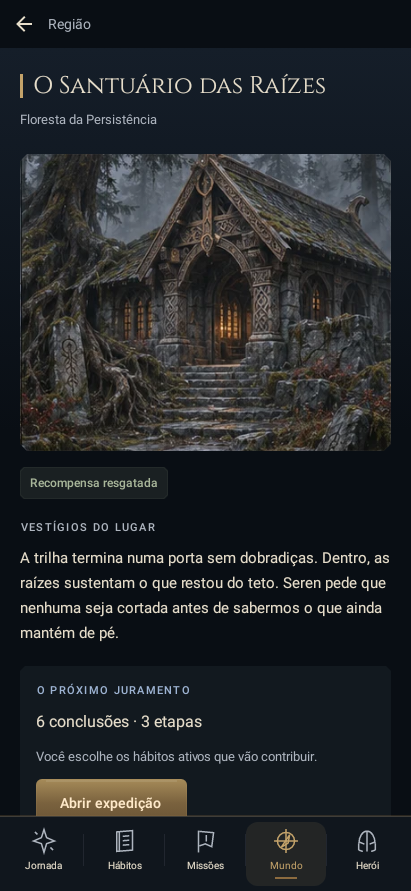 Região
O Santuário das Raízes
Floresta da Persistência
Recompensa resgatada
VESTÍGIOS DO LUGAR
A trilha termina numa porta sem dobradiças. Dentro, as
raízes sustentam o que restou do teto. Seren pede que
nenhuma seja cortada antes de sabermos o que ainda
mantém de pé.
O PRÓXIMO JURAMENTO
6 conclusões · 3 etapas
Você escolhe os hábitos ativos que vão contribuir.
Abrir expedição
Jornada
Hábitos
Missões
Mundo
Herói